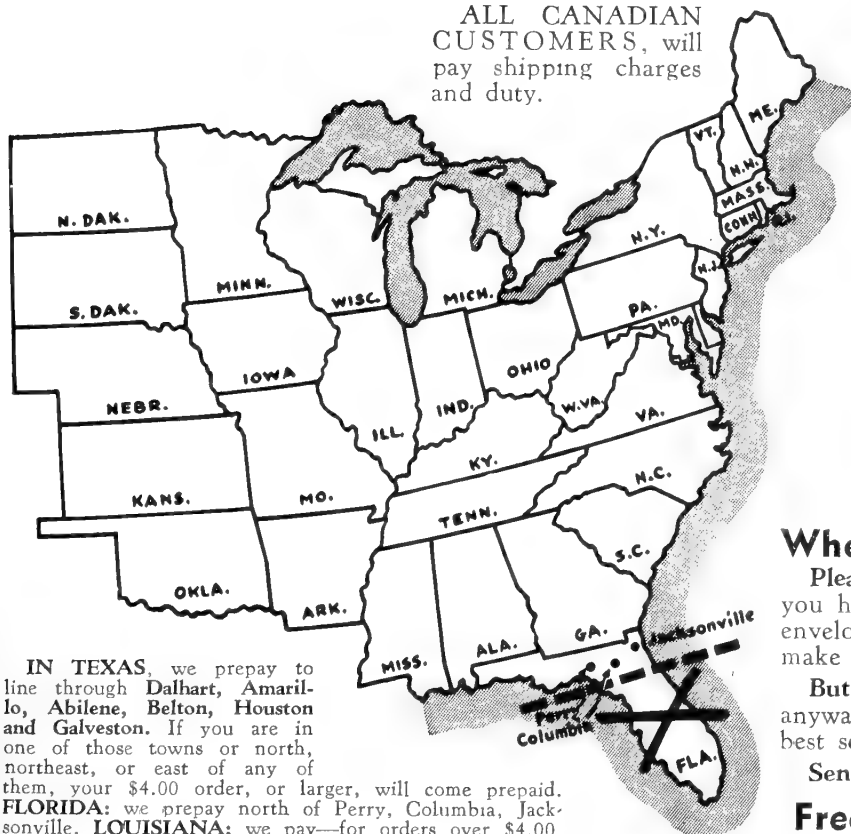 ALL CANADIAN
CUSTOMERS, will
pay shipping charges
and duty.
ME.
VT.
N.H.
MASS.
CONN
R.I.
N. DAK.
MINN.
WISC.
MICH.
N.Y.
N.J.
S. DAK.
PA.
MD.
IOWA
OHIO
NEBR.
ILL.
IND.
W.VA.
VA.
KY.
KANS.
MO.
N.C.
TENN.
S.C.
OKLA.
ARK.
MISS.
ALA.
GA.
Jacksonville
Perry
Columbia
FLA.
IN TEXAS, we prepay to
line through Dalhart, Amaril-
lo, Abilene, Belton, Houston
and Galveston. If you are in
one of those towns or north,
northeast, or east of any of
them, your $4.00 order, or larger, will come prepaid.
FLORIDA: we prepay north of Perry, Columbia, Jack-
sonville. LOUISIANA: we pay—for orders over $4.00
Whe
Plea
you h
envelo
make
But
anywa
best s
Sen
Free